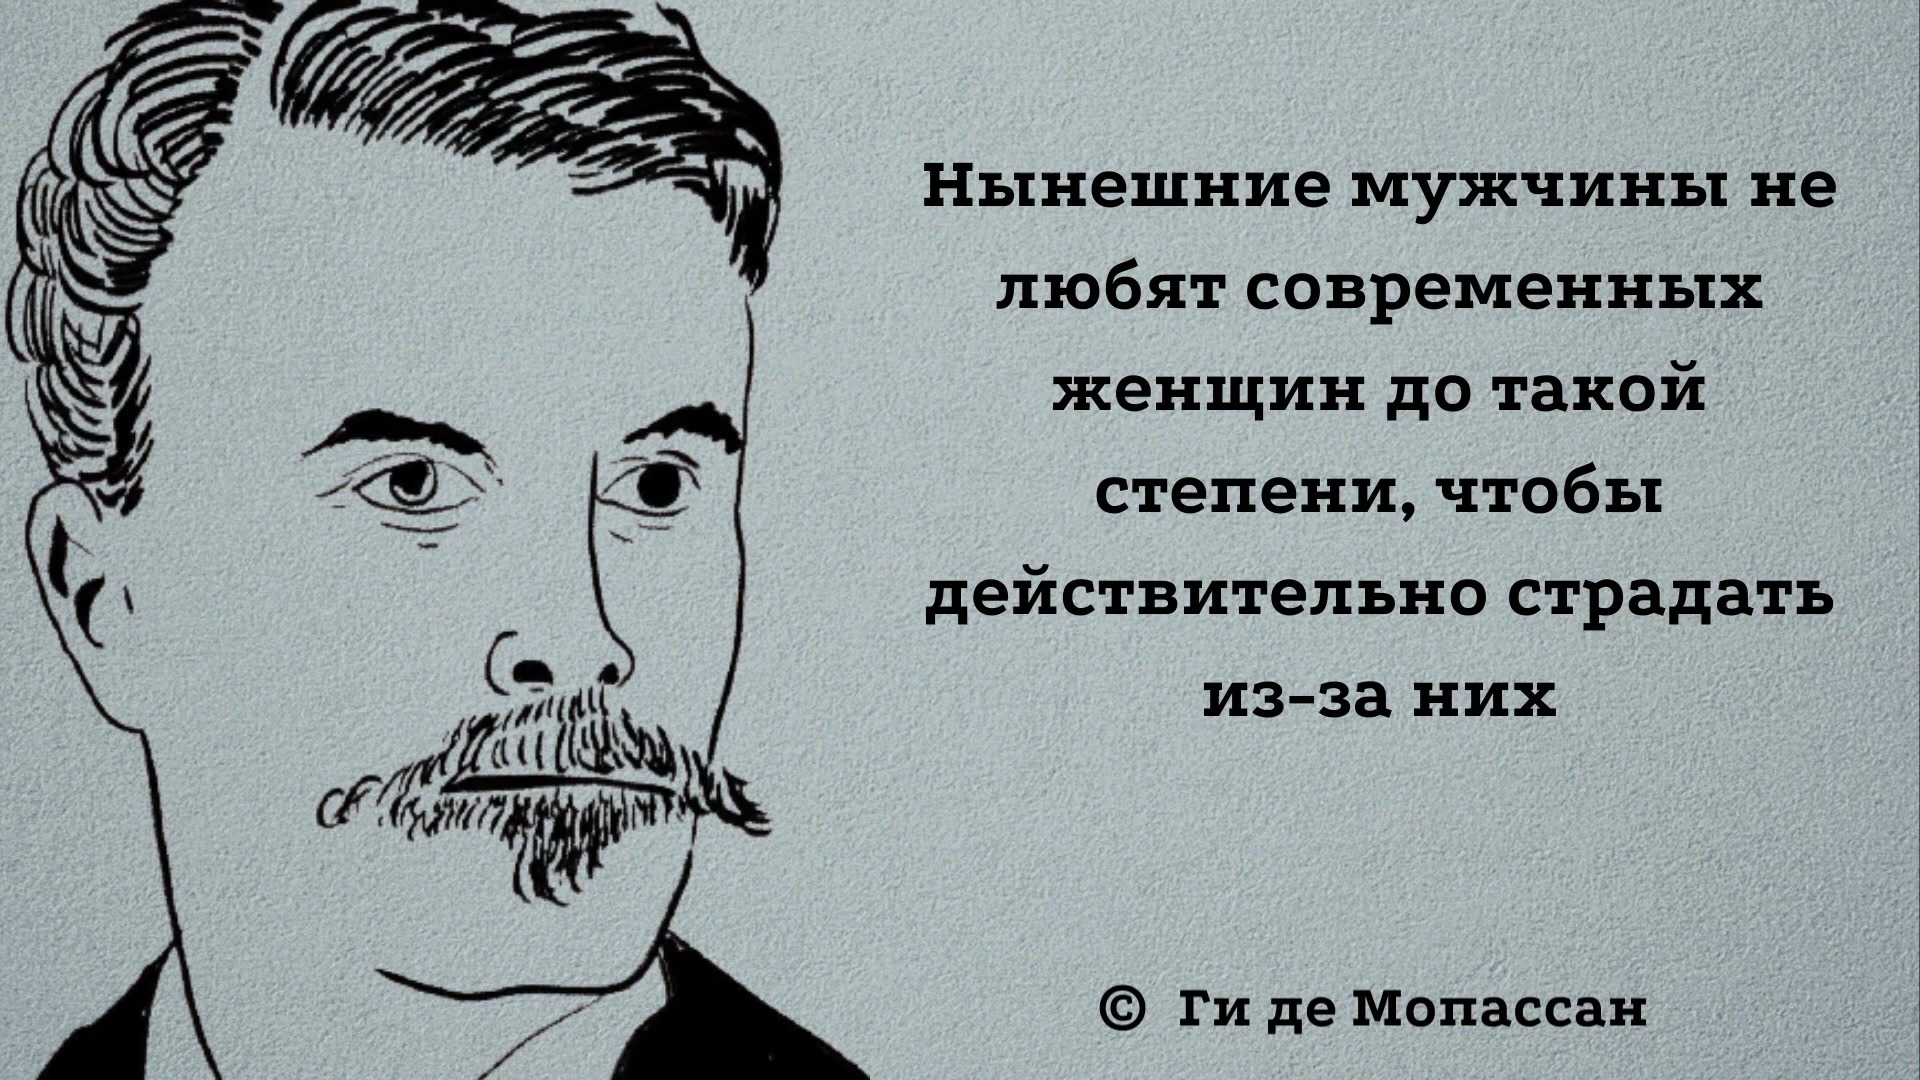 Нынешние мужчины не
любят современных
женщин до такой
степени, чтобы
действительно страдать
из-за них
© Ги де Мопассан